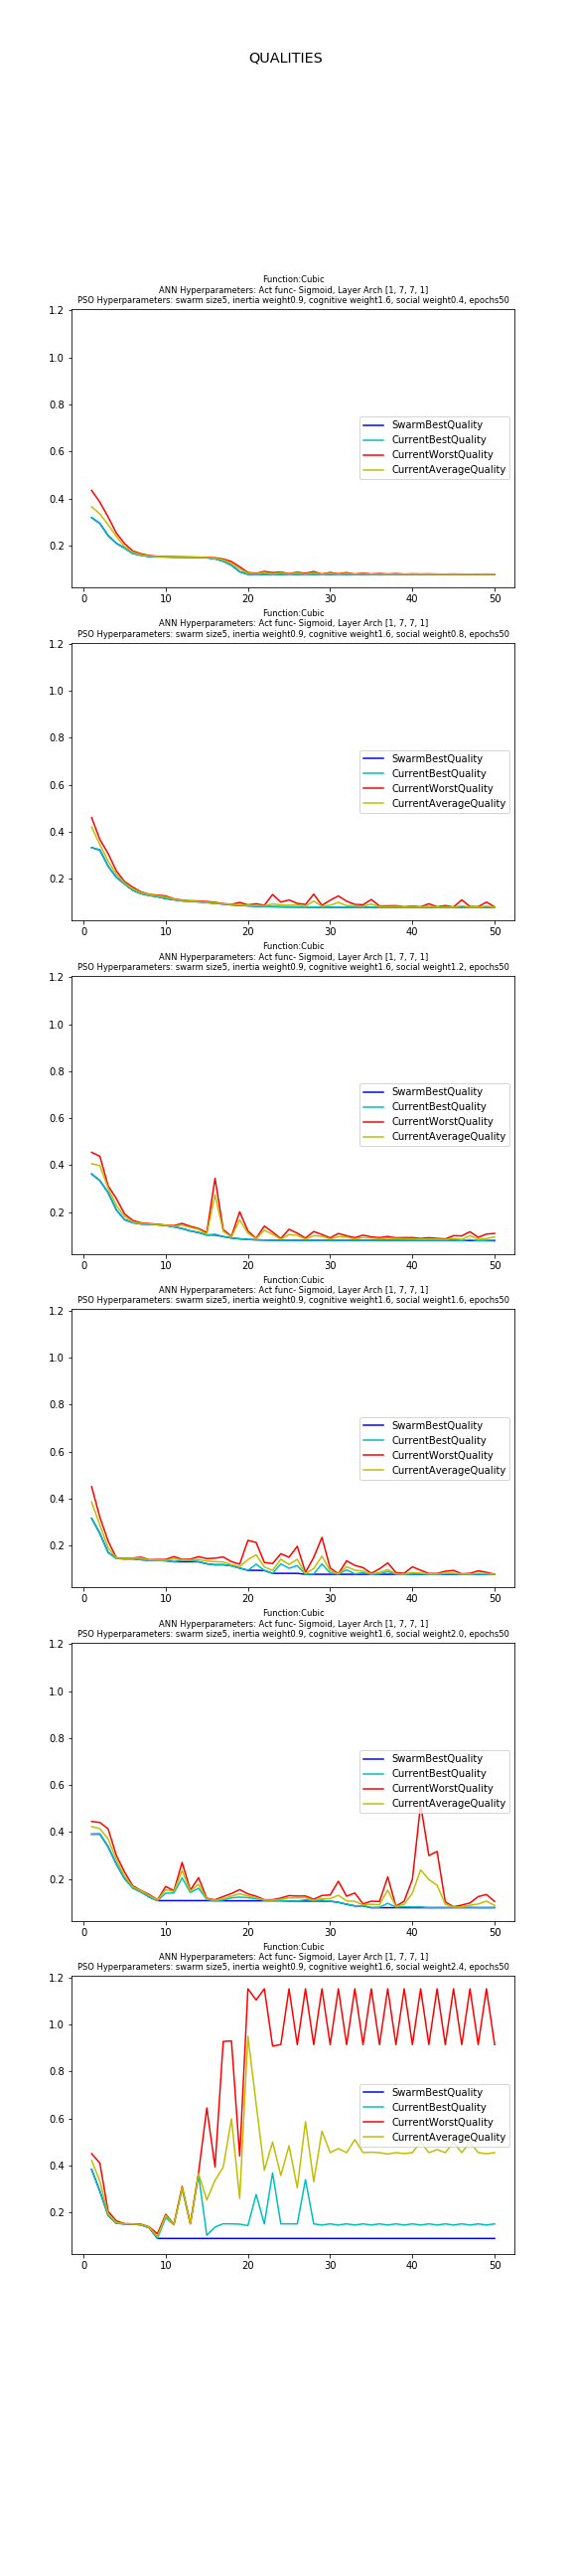 QUALITIES
Function:Cubic
ANN Hyperparameters: Act func- Sigmoid, Layer Arch [1, 7, 7, 1]
PSO Hyperparameters: swarm size5, inertia weight0.9, cognitive weight1.6, social weight0.4, epochs50
1.2
1.0
0.8
SwarmBestQuality
CurrentBestQuality
0.6
CurrentWorstQuality
CurrentAverageQuality
0.4
0.2
0 10 20 30 40 50
Function:Cubic
ANN Hyperparameters: Act func- Sigmoid, Layer Arch [1, 7, 7, 1]
PSO Hyperparameters: swarm size5, inertia weight0.9, cognitive weight1.6, social weight0.8, epochs50
1.2
1.0
0.8
SwarmBestQuality
CurrentBestQuality
0.6
CurrentWorstQuality
CurrentAverageQuality
0.4
0.2
0 10 20 30 40 50
Function:Cubic
ANN Hyperparameters: Act func- Sigmoid, Layer Arch [1, 7, 7, 1]
PSO Hyperparameters: swarm size5, inertia weight0.9, cognitive weight1.6, social weight1.2, epochs50
1.2
1.0
0.8
SwarmBestQuality
CurrentBestQuality
0.6
CurrentWorstQuality
CurrentAverageQuality
0.4
0.2
0 10 20 30 40 50
Function:Cubic
ANN Hyperparameters: Act func- Sigmoid, Layer Arch [1, 7, 7, 1]
PSO Hyperparameters: swarm size5, inertia weight0.9, cognitive weight1.6, social weight1.6, epochs50
1.2
1.0
0.8
SwarmBestQuality
CurrentBestQuality
0.6
CurrentWorstQuality
CurrentAverageQuality
0.4
0.2
0 10 20 30 40 50
Function:Cubic
ANN Hyperparameters: Act func- Sigmoid, Layer Arch [1, 7, 7, 1]
PSO Hyperparameters: swarm size5, inertia weight0.9, cognitive weight1.6, social weight2.0, epochs50
1.2
1.0
0.8
SwarmBestQuality
CurrentBestQuality
0.6
CurrentWorstQuality
CurrentAverageQuality
0.4
0.2
0 10 20 30 40 50
Function:Cubic
ANN Hyperparameters: Act func- Sigmoid, Layer Arch [1, 7, 7, 1]
PSO Hyperparameters: swarm size5, inertia weight0.9, cognitive weight1.6, social weight2.4, epochs50
1.2
1.0
0.8
SwarmBestQuality
CurrentBestQuality
0.6
CurrentWorstQuality
CurrentAverageQuality
0.4
0.2
0 10 20 30 40 50